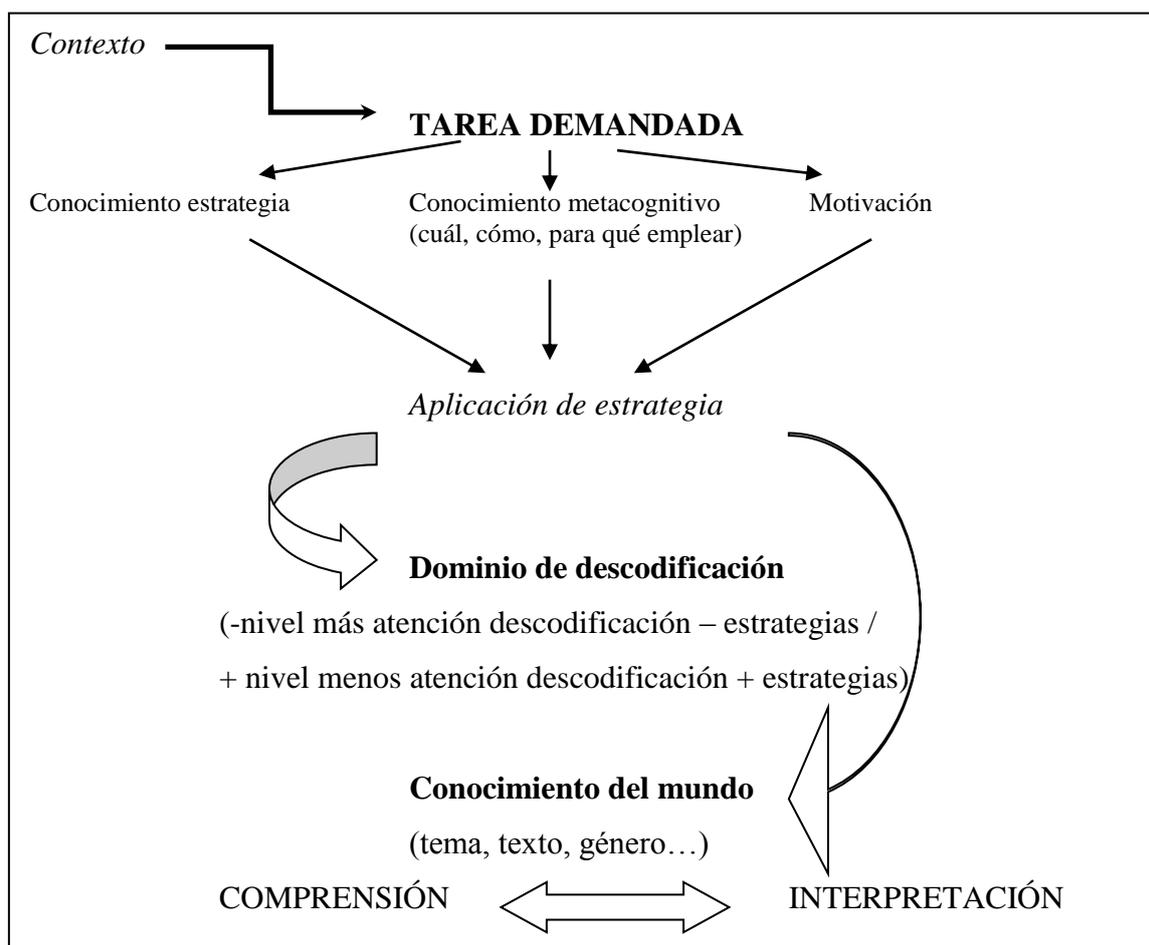 Contexto
TAREA DEMANDADA
Conocimiento estrategia
Conocimiento metacognitivo
(cuál, cómo, para qué emplear)
Motivación
Aplicación de estrategia
Dominio de descodificación
(-nivel más atención descodificación – estrategias /
+ nivel menos atención descodificación + estrategias)
Conocimiento del mundo
(tema, texto, género…)
COMPRENSIÓN
INTERPRETACIÓN